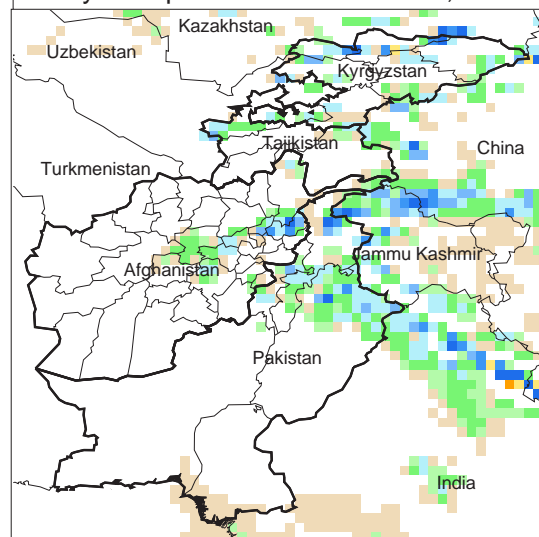 Kazakhstan
Uzbekistan
Kyrgyzstan
Tajikistan
China
Turkmenistan
Jammu Kashmir
Afghanistan
Pakistan
India